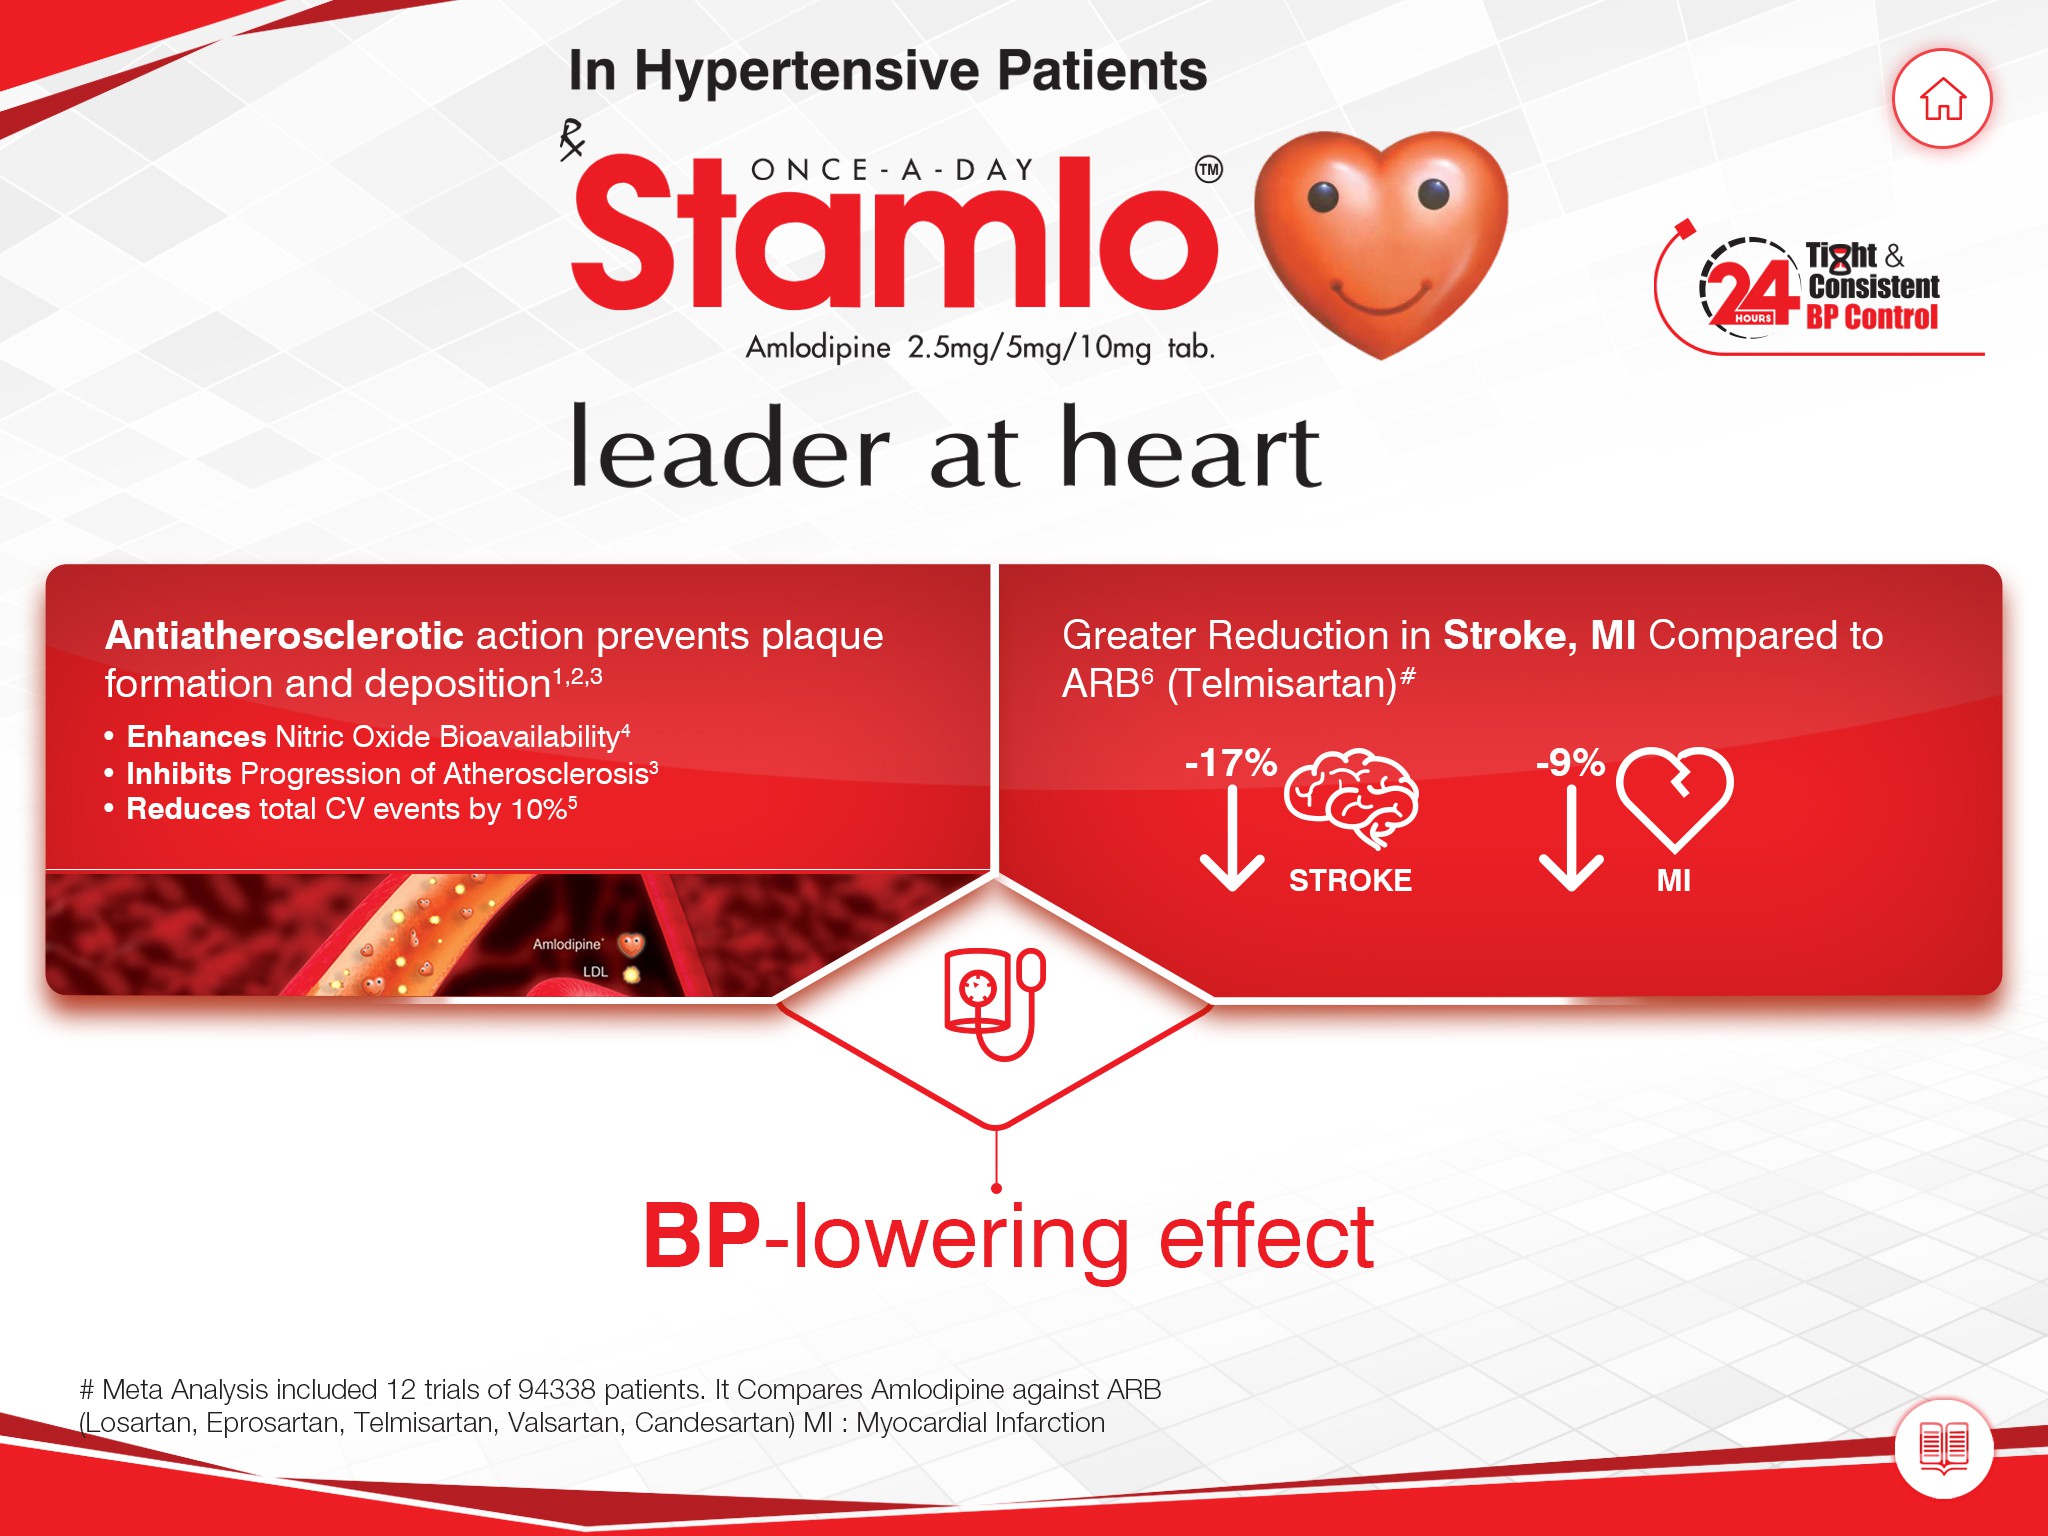 In Hypertensive Patients
℞
ONCE-A-DAY
Stamlo™
Amlodipine 2.5mg/5mg/10mg tab.
leader at heart
24 HOURS
Tight &
Consistent
BP Control
Antiatherosclerotic action prevents plaque
formation and deposition1,2,3
• Enhances Nitric Oxide Bioavailability4
• Inhibits Progression of Atherosclerosis3
• Reduces total CV events by 10%5
Amlodipine*
LDL
Greater Reduction in Stroke, MI Compared to
ARB6 (Telmisartan)#
-17%
STROKE
-9%
MI
BP-lowering effect
# Meta Analysis included 12 trials of 94338 patients. It Compares Amlodipine against ARB
(Losartan, Eprosartan, Telmisartan, Valsartan, Candesartan) MI : Myocardial Infarction